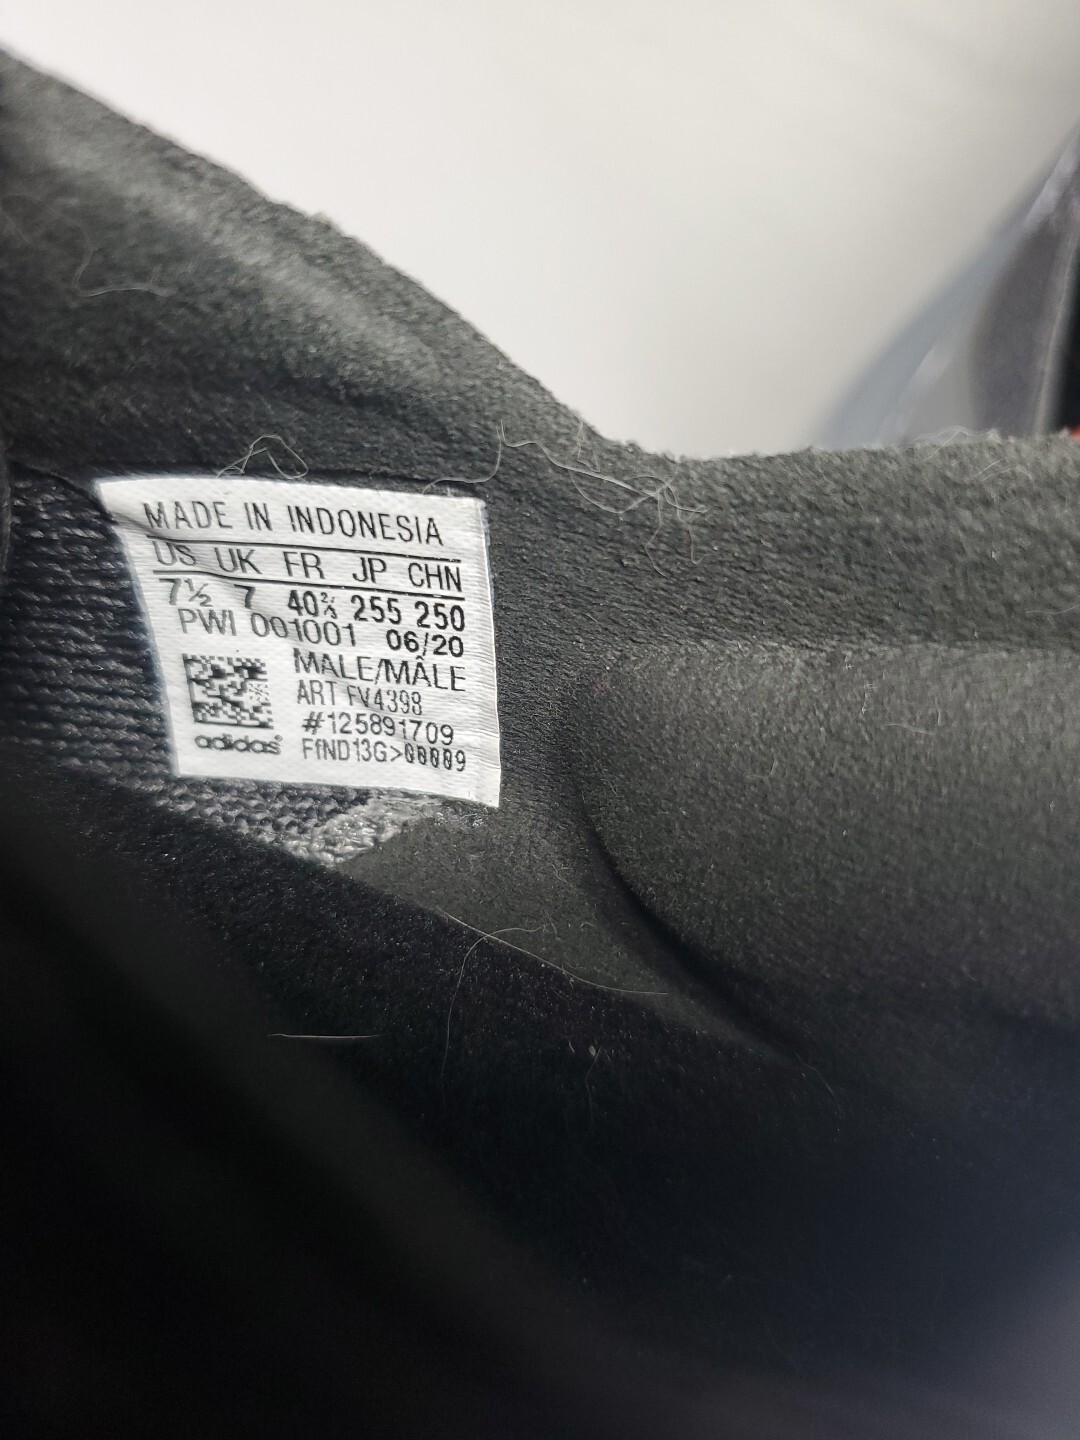 MADE IN INDONESIA
US UK FR JP CHN
7½ 7 40⅔ 255 250
PWI 001001 06/20
MALE/MÂLE
ART FV4398
#125891709
adidas FfND13G>00009